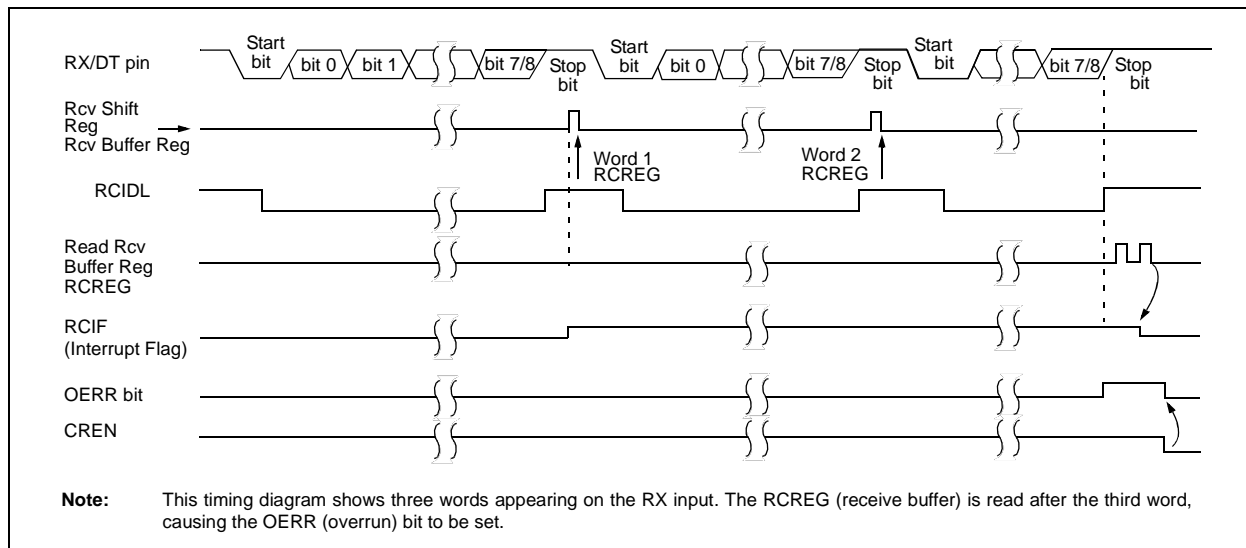 Start bit
bit 0
bit 1
bit 7/8
Stop bit
Start bit
bit 0
bit 7/8
Stop bit
Start bit
bit 7/8
Stop bit
RX/DT pin
Rcv Shift
Reg
Rcv Buffer Reg
Word 1
RCREG
Word 2
RCREG
RCIDL
Read Rcv
Buffer Reg
RCREG
RCIF
(Interrupt Flag)
OERR bit
CREN
Note: This timing diagram shows three words appearing on the RX input. The RCREG (receive buffer) is read after the third word,
causing the OERR (overrun) bit to be set.